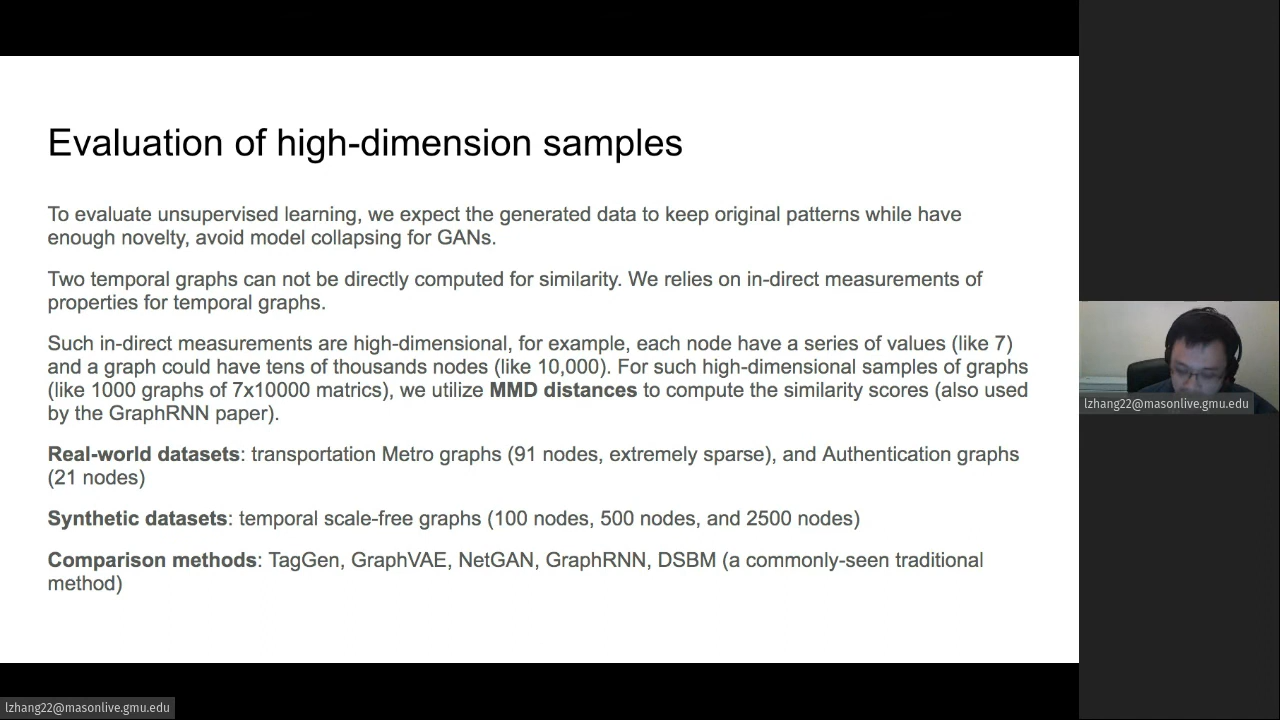 Evaluation of high-dimension samples
To evaluate unsupervised learning, we expect the generated data to keep original patterns while have
enough novelty, avoid model collapsing for GANs.
Two temporal graphs can not be directly computed for similarity. We relies on in-direct measurements of
properties for temporal graphs.
Such in-direct measurements are high-dimensional, for example, each node have a series of values (like 7)
and a graph could have tens of thousands nodes (like 10,000). For such high-dimensional samples of graphs
(like 1000 graphs of 7x10000 matrics), we utilize MMD distances to compute the similarity scores (also used
by the GraphRNN paper).
Real-world datasets: transportation Metro graphs (91 nodes, extremely sparse), and Authentication graphs
(21 nodes)
Synthetic datasets: temporal scale-free graphs (100 nodes, 500 nodes, and 2500 nodes)
Comparison methods: TagGen, GraphVAE, NetGAN, GraphRNN, DSBM (a commonly-seen traditional
method)
lzhang22@masonlive.gmu.edu
lzhang22@masonlive.gmu.edu